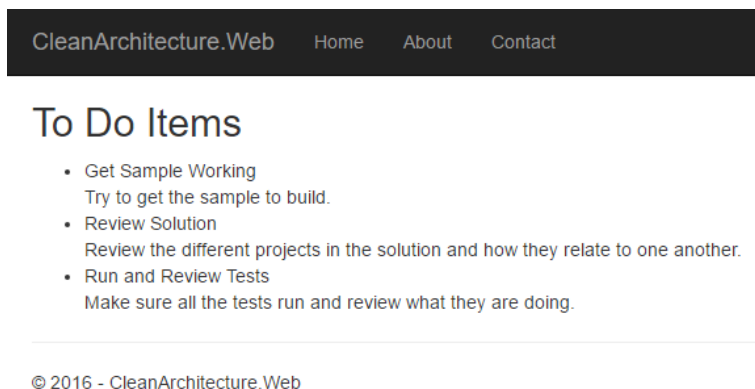 CleanArchitecture.Web Home About Contact
To Do Items
Get Sample Working
Try to get the sample to build.
Review Solution
Review the different projects in the solution and how they relate to one another.
Run and Review Tests
Make sure all the tests run and review what they are doing.
© 2016 - CleanArchitecture.Web